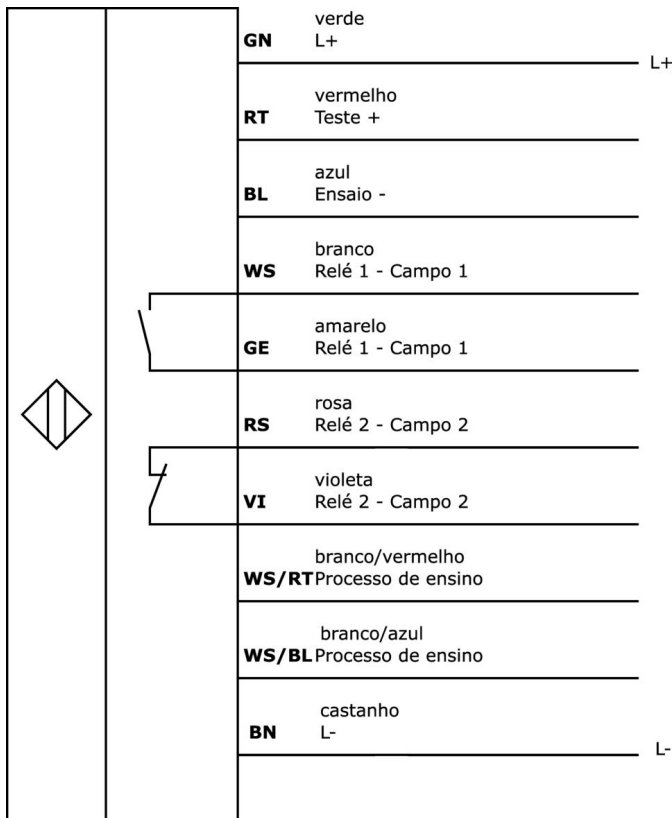 verde
GN L+
L+
vermelho
RT Teste +
azul
BL Ensaio -
branco
WS Relé 1 - Campo 1
amarelo
GE Relé 1 - Campo 1
rosa
RS Relé 2 - Campo 2
violeta
VI Relé 2 - Campo 2
branco/vermelho
WS/RT Processo de ensino
branco/azul
WS/BL Processo de ensino
castanho
BN L-
L-